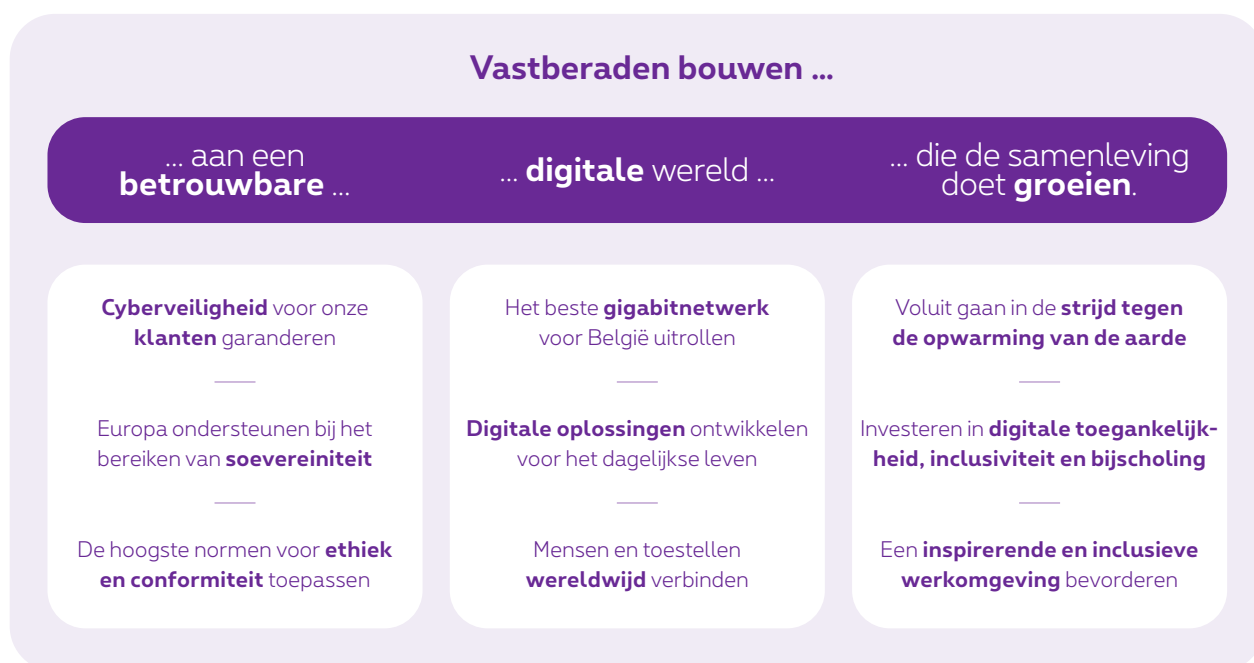 Vastberaden bouwen ...
... aan een
betrouwbare ...
... digitale wereld ...
... die de samenleving
doet groeien.
Cyberveiligheid voor onze
klanten garanderen
Europa ondersteunen bij het
bereiken van soevereiniteit
De hoogste normen voor ethiek
en conformiteit toepassen
Het beste gigabitnetwerk
voor België uitrollen
Digitale oplossingen ontwikkelen
voor het dagelijkse leven
Mensen en toestellen
wereldwijd verbinden
Voluit gaan in de strijd tegen
de opwarming van de aarde
Investeren in digitale toegankelijk-
heid, inclusiviteit en bijscholing
Een inspirerende en inclusieve
werkomgeving bevorderen